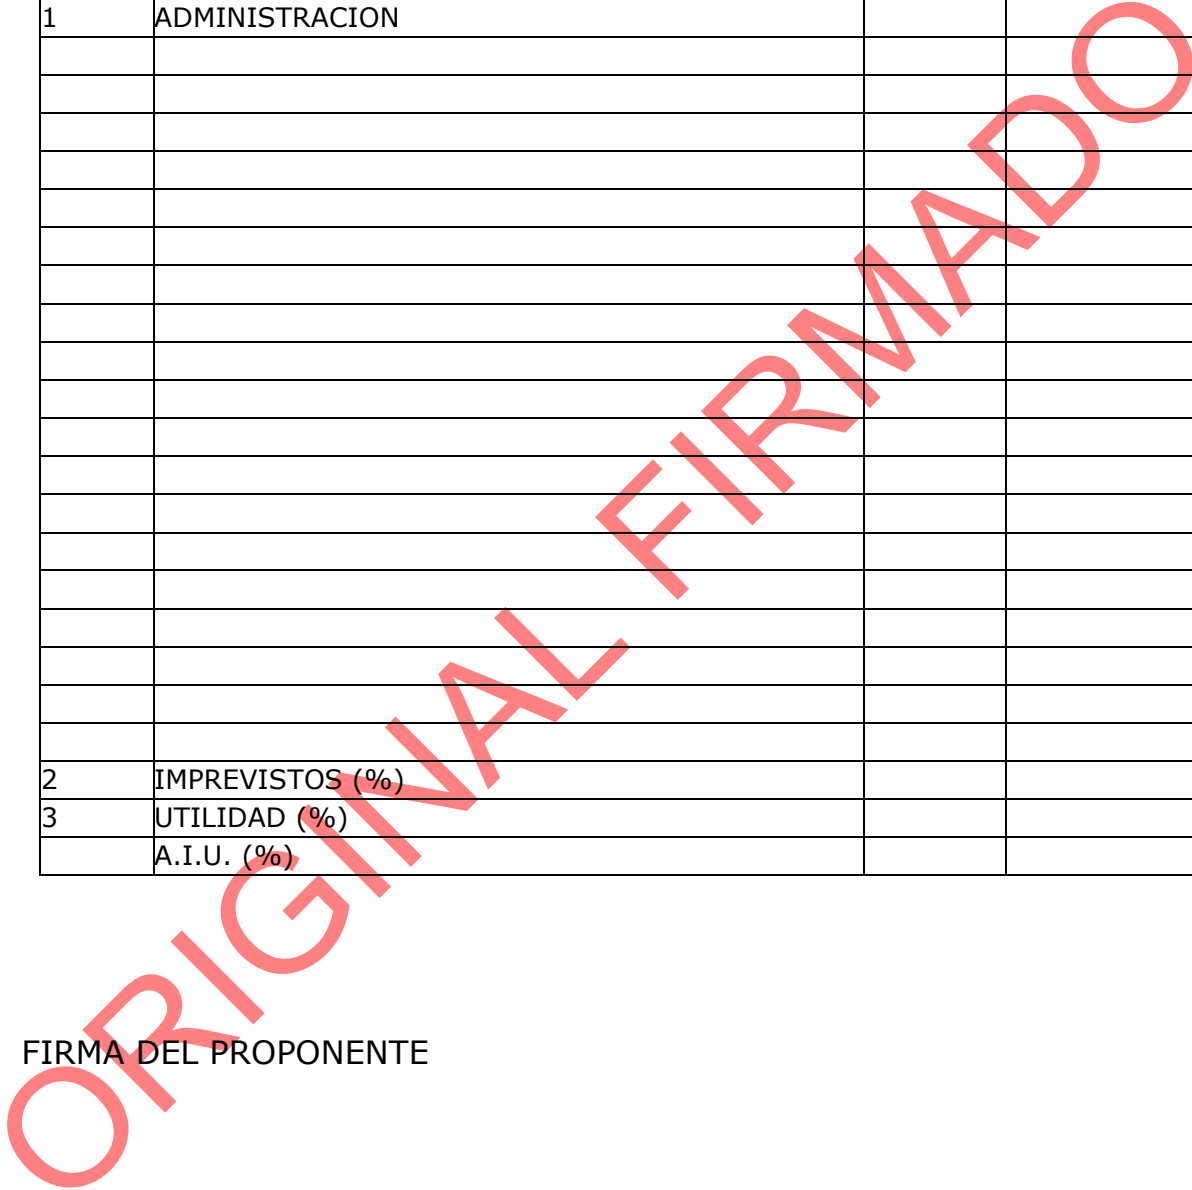 1 ADMINISTRACION
2 IMPREVISTOS (%)
3 UTILIDAD (%)
A.I.U. (%)
FIRMA DEL PROPONENTE
ORIGINAL FIRMADO